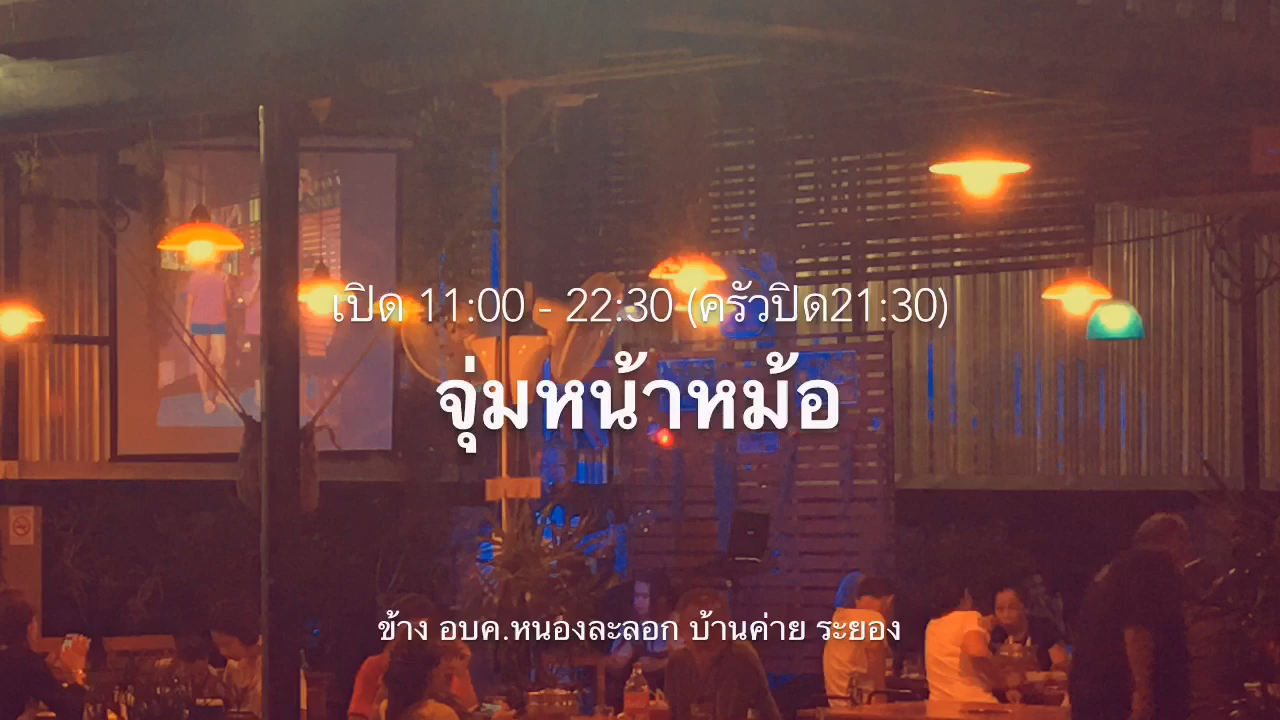 เปิด 11:00 - 22:30 (ครัวปิด21:30)
จุ่มหน้าหม้อ
ข้าง อบค.หนองละลอก บ้านค่าย ระยอง